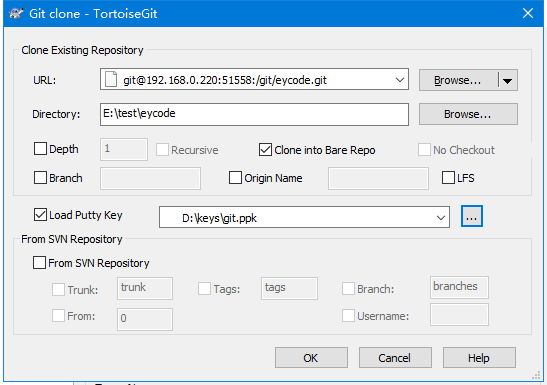 Git clone - TortoiseGit
Clone Existing Repository
URL: git@192.168.0.220:51558:/git/eycode.git Browse...
Directory: E:\test\eycode Browse...
Depth 1 Recursive Clone into Bare Repo No Checkout
Branch Origin Name LFS
Load Putty Key D:\keys\git.ppk ...
From SVN Repository
From SVN Repository
Trunk: trunk Tags: tags Branch: branches
From: 0 Username:
OK Cancel Help